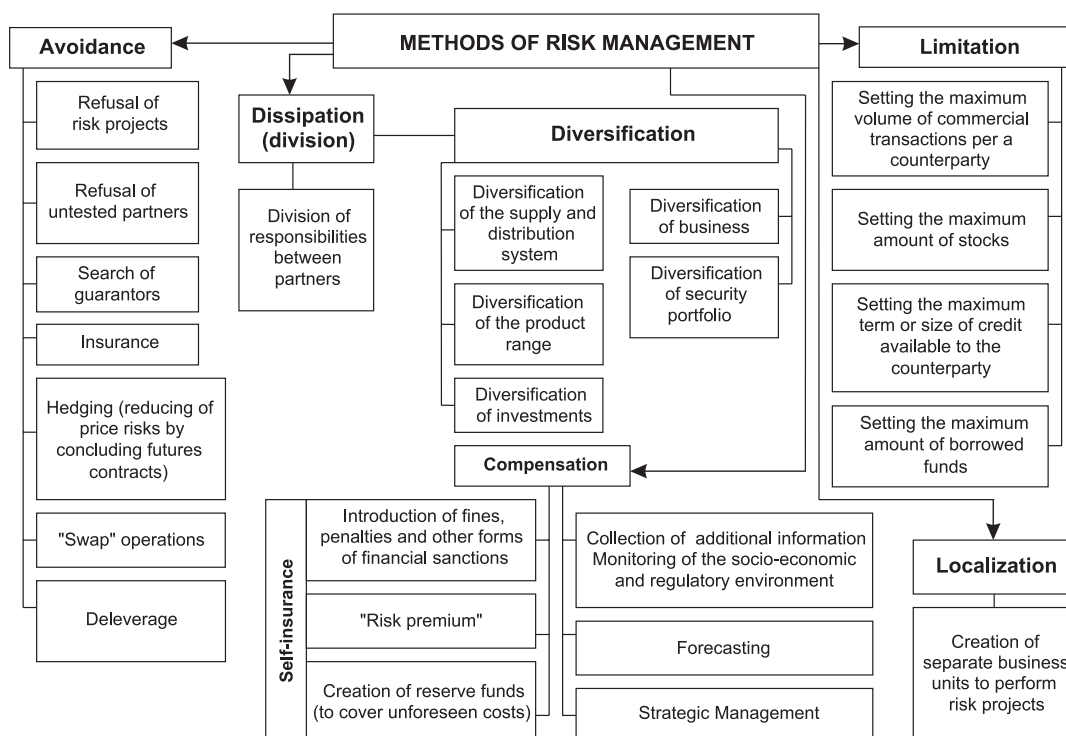 METHODS OF RISK MANAGEMENT
Avoidance
Refusal of
risk projects
Refusal of
untested partners
Search of
guarantors
Insurance
Hedging (reducing of
price risks by
concluding futures
contracts)
"Swap" operations
Deleverage
Dissipation
(division)
Division of
responsibilities
between
partners
Diversification
Diversification
of the supply and
distribution
system
Diversification
of the product
range
Diversification
of investments
Diversification
of business
Diversification
of security
portfolio
Compensation
Self-insurance
Introduction of fines,
penalties and other forms
of financial sanctions
"Risk premium"
Creation of reserve funds
(to cover unforeseen costs)
Collection of additional information
Monitoring of the socio-economic
and regulatory environment
Forecasting
Strategic Management
Limitation
Setting the maximum
volume of commercial
transactions per a
counterparty
Setting the maximum
amount of stocks
Setting the maximum
term or size of credit
available to the
counterparty
Setting the maximum
amount of borrowed
funds
Localization
Creation of
separate business
units to perform
risk projects